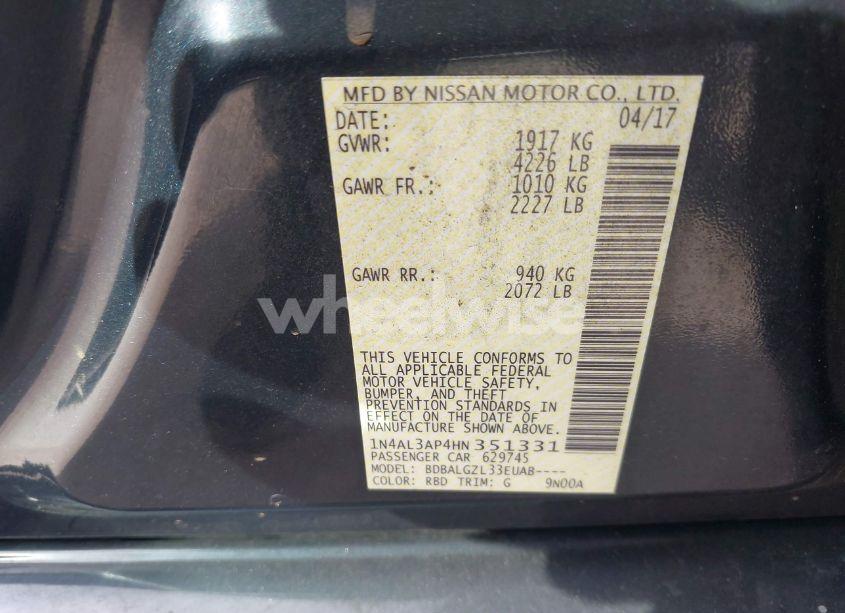 MFD BY NISSAN MOTOR CO., LTD.
DATE: 04/17
GVWR: 1917 KG
4226 LB
GAWR FR.: 1010 KG
2227 LB
GAWR RR.: 940 KG
2072 LB
wheelwise
THIS VEHICLE CONFORMS TO
ALL APPLICABLE FEDERAL
MOTOR VEHICLE SAFETY,
BUMPER, AND THEFT
PREVENTION STANDARDS IN
EFFECT ON THE DATE OF
MANUFACTURE SHOWN ABOVE.
1N4AL3AP4HN351331
PASSENGER CAR 629745
MODEL: BDBALGZL33EUAB----
COLOR: RBD TRIM: G 9N00A